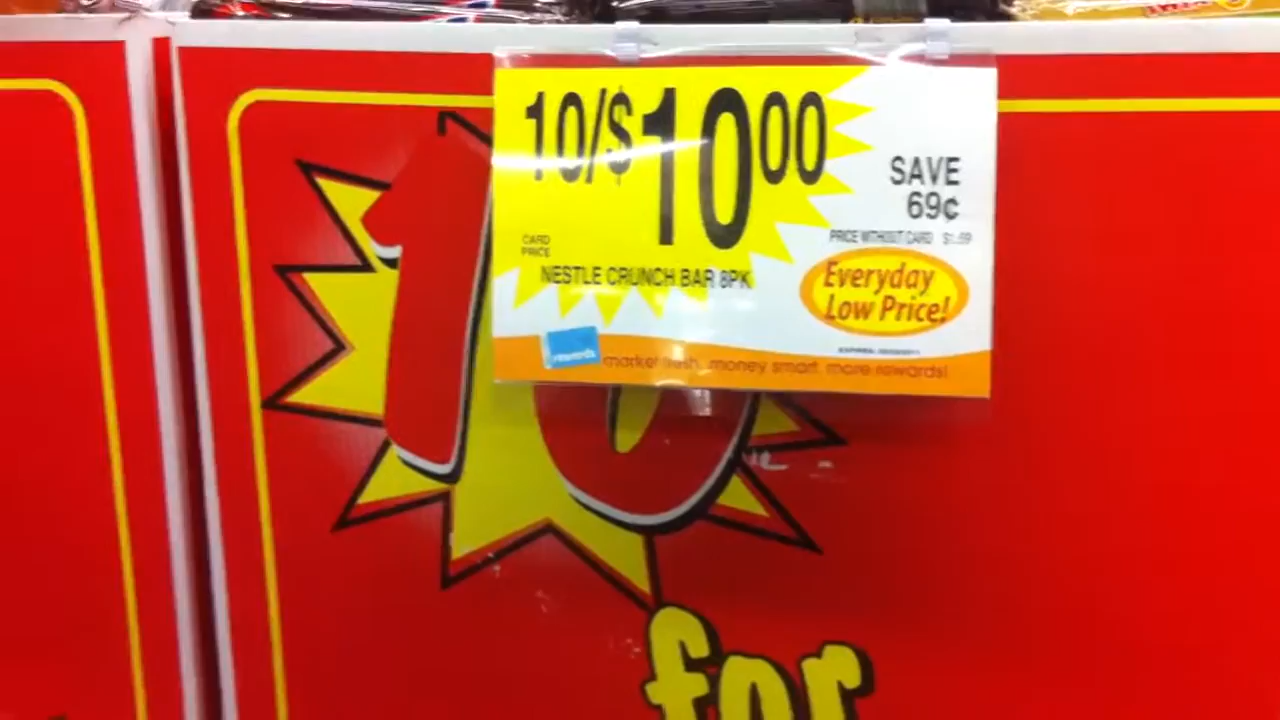 10/$10.00
SAVE
69¢
PRICE WITHOUT CARD $1.69
CARD
PRICE
NESTLE CRUNCH BAR 8PK
Everyday
Low Price!
rewards
market fresh. money smart. more rewards!
10
for